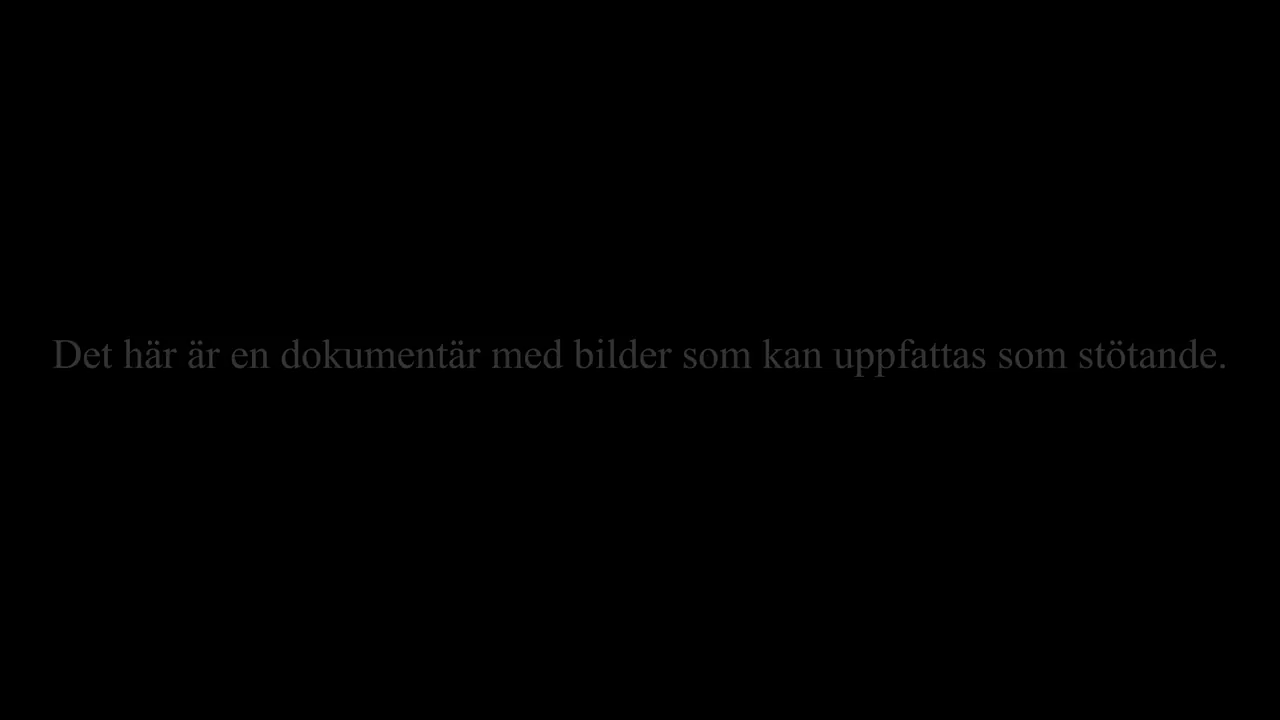 Det här är en dokumentär med bilder som kan uppfattas som stötande.